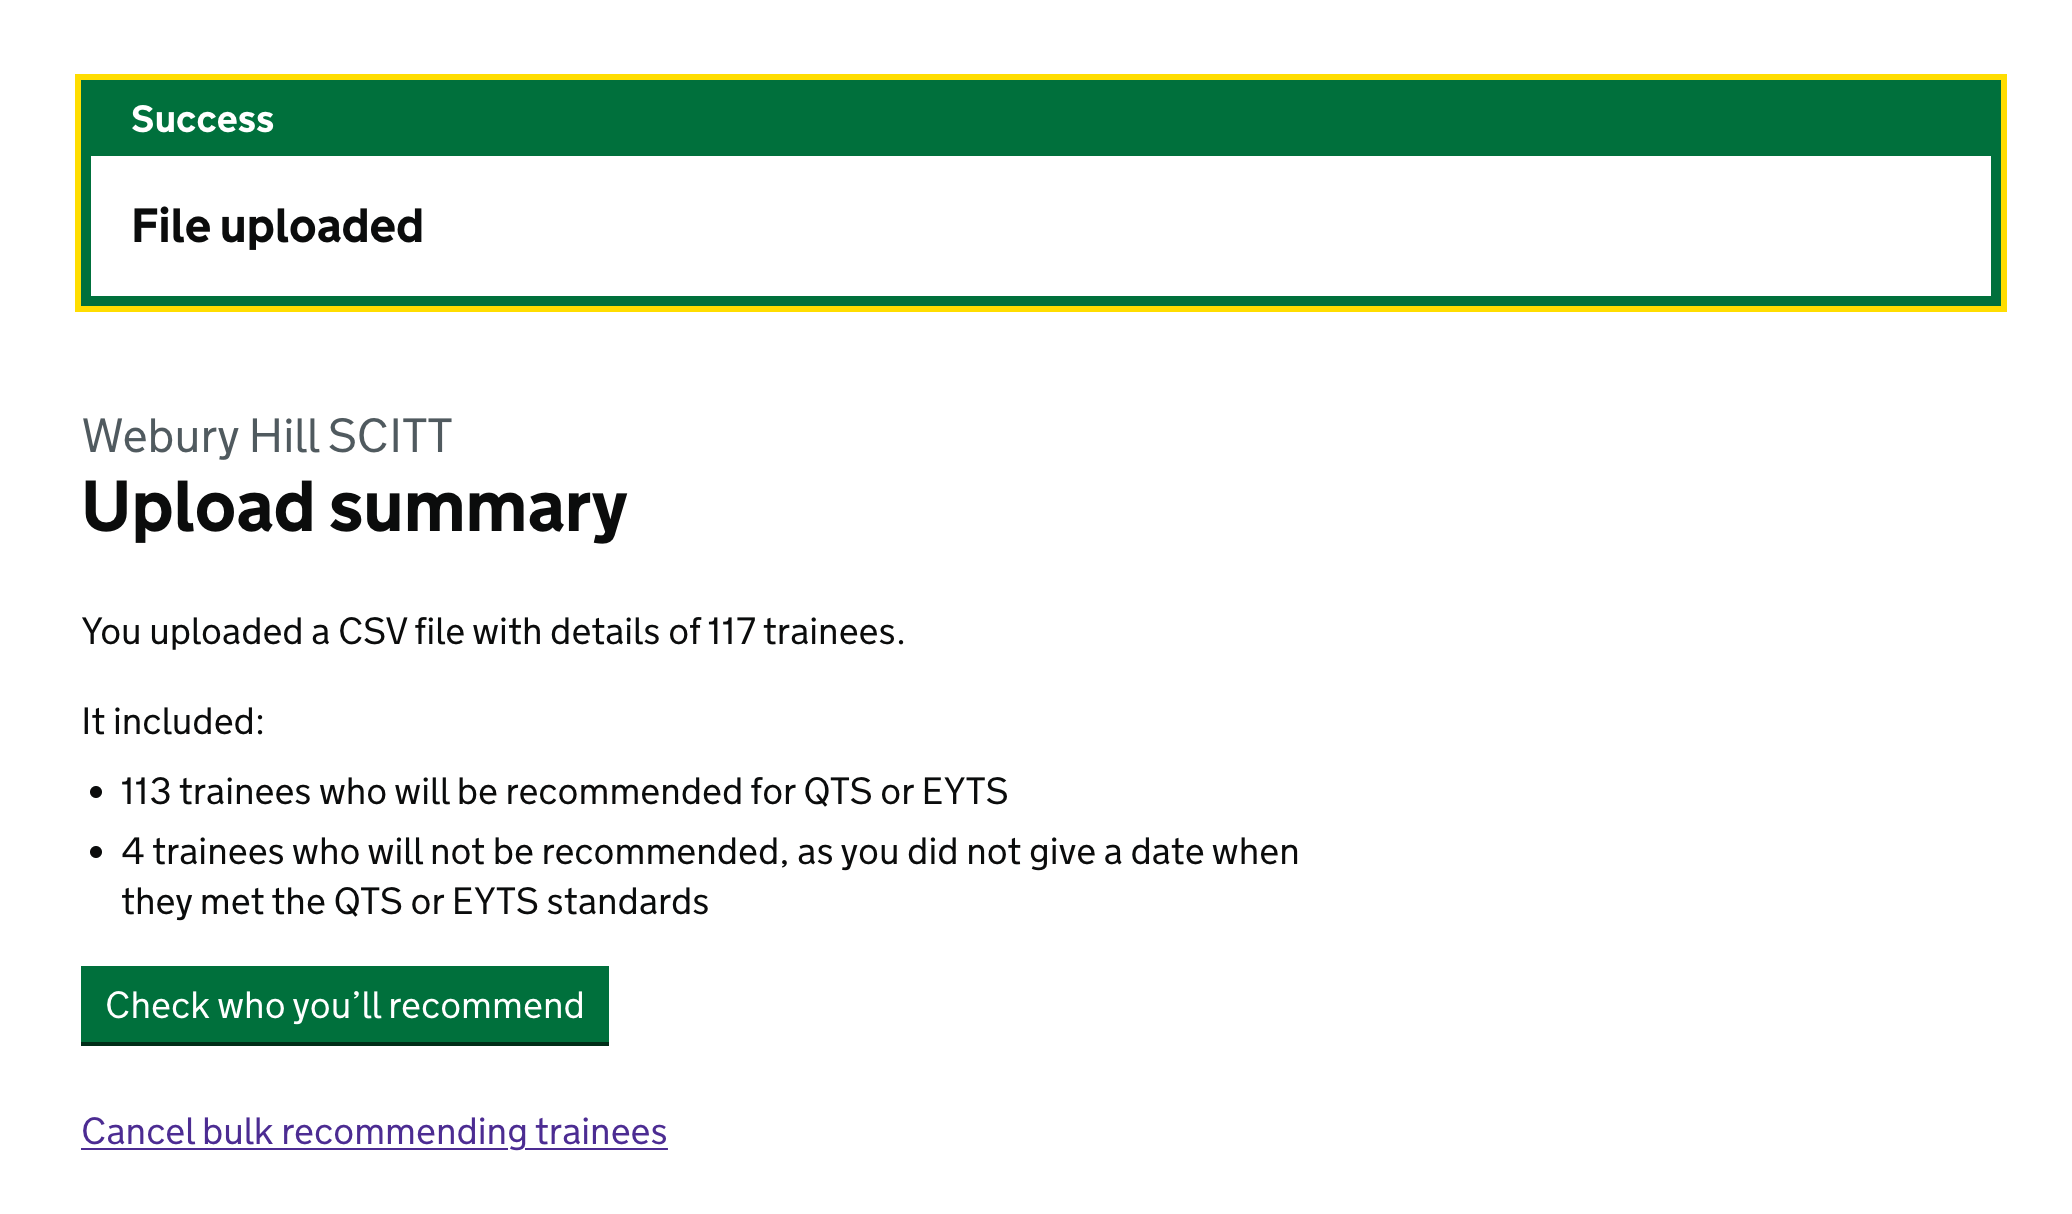 Success
File uploaded
Webury Hill SCITT
Upload summary
You uploaded a CSV file with details of 117 trainees.
It included:
• 113 trainees who will be recommended for QTS or EYTS
• 4 trainees who will not be recommended, as you did not give a date when
they met the QTS or EYTS standards
Check who you’ll recommend
Cancel bulk recommending trainees